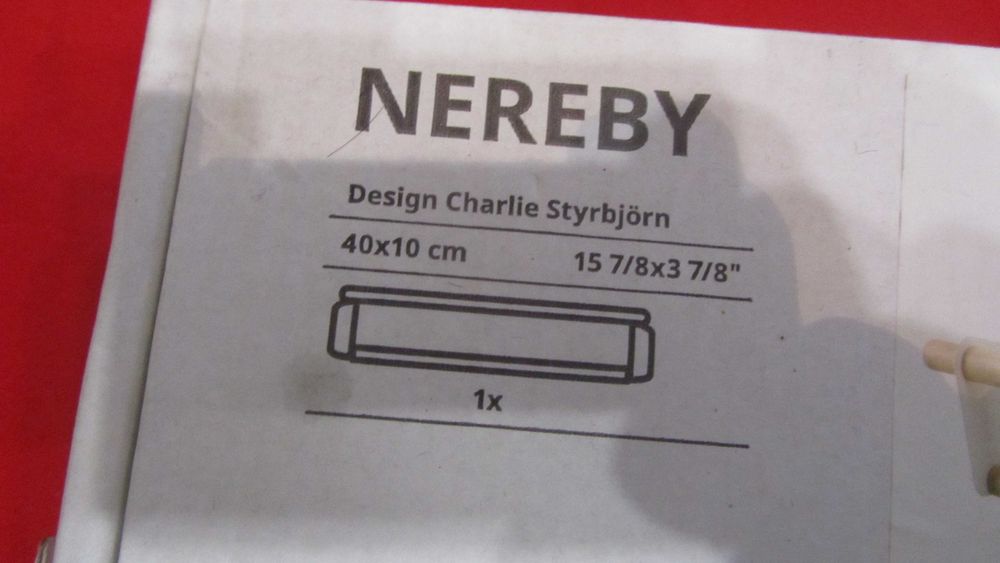 NEREBY
Design Charlie Styrbjörn
40x10 cm 15 7/8x3 7/8"
1x